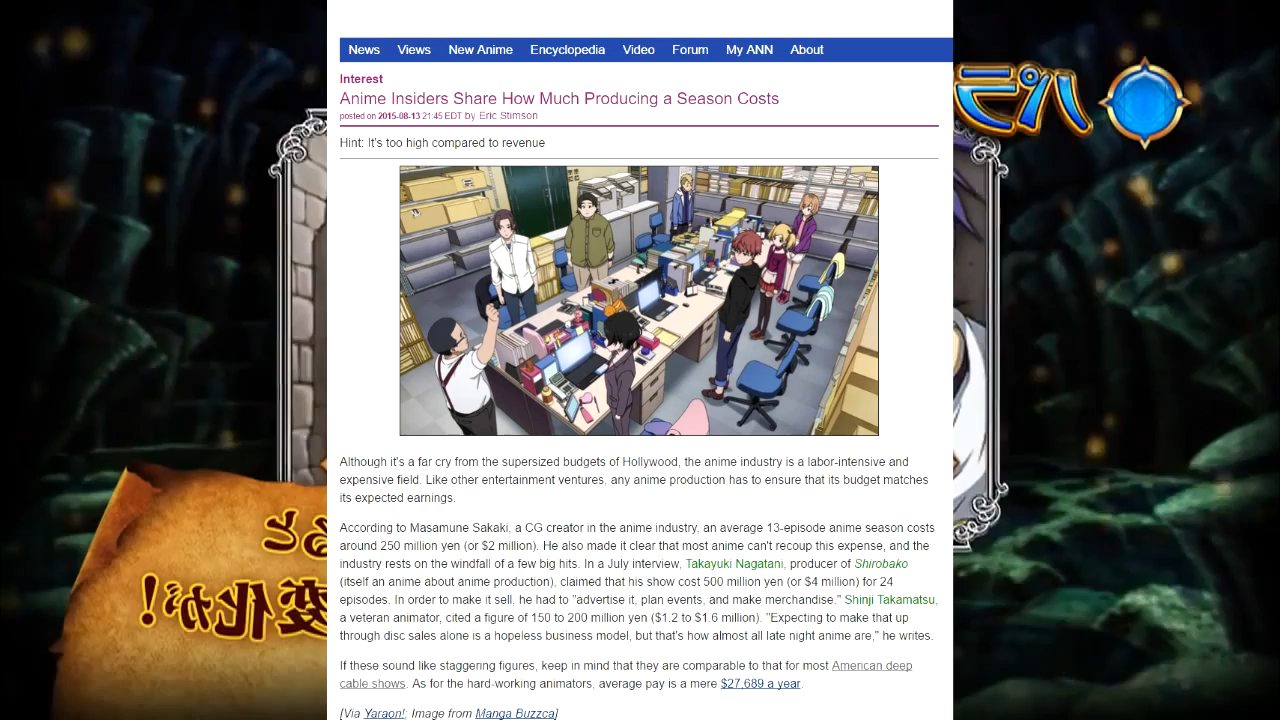 News Views New Anime Encyclopedia Video Forum My ANN About
Interest
Anime Insiders Share How Much Producing a Season Costs
posted on 2015-08-13 21:45 EDT by Eric Stimson
Hint: It's too high compared to revenue
Although it's a far cry from the supersized budgets of Hollywood, the anime industry is a labor-intensive and
expensive field. Like other entertainment ventures, any anime production has to ensure that its budget matches
its expected earnings.
According to Masamune Sakaki, a CG creator in the anime industry, an average 13-episode anime season costs
around 250 million yen (or $2 million). He also made it clear that most anime can't recoup this expense, and the
industry rests on the windfall of a few big hits. In a July interview, Takayuki Nagatani, producer of Shirobako
(itself an anime about anime production), claimed that his show cost 500 million yen (or $4 million) for 24
episodes. In order to make it sell, he had to "advertise it, plan events, and make merchandise." Shinji Takamatsu,
a veteran animator, cited a figure of 150 to 200 million yen ($1.2 to $1.6 million). "Expecting to make that up
through disc sales alone is a hopeless business model, but that's how almost all late night anime are," he writes.
If these sound like staggering figures, keep in mind that they are comparable to that for most American deep
cable shows. As for the hard-working animators, average pay is a mere $27,689 a year.
[Via Yaraon!; Image from Manga Buzzca]
ると
変化が!